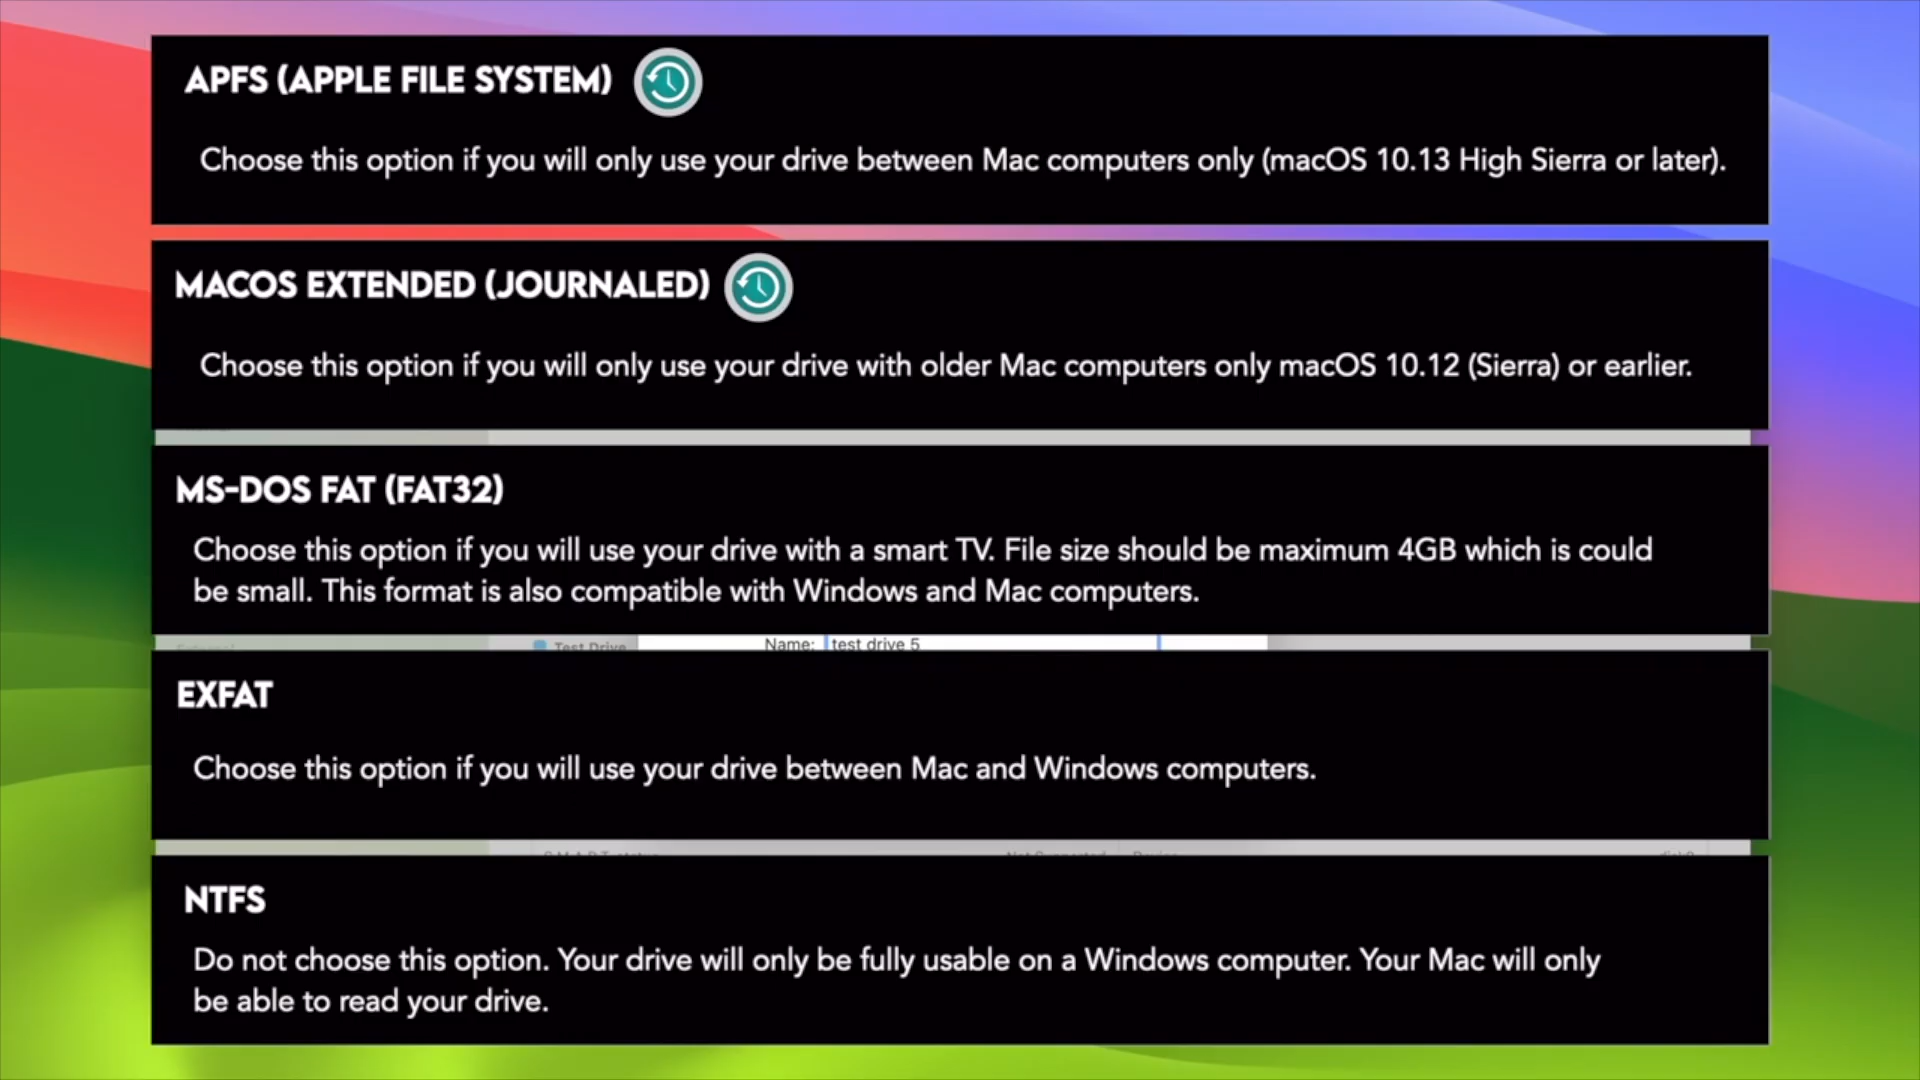 APFS (APPLE FILE SYSTEM)
Choose this option if you will only use your drive between Mac computers only (macOS 10.13 High Sierra or later).
MACOS EXTENDED (JOURNALED)
Choose this option if you will only use your drive with older Mac computers only macOS 10.12 (Sierra) or earlier.
MS-DOS FAT (FAT32)
Choose this option if you will use your drive with a smart TV. File size should be maximum 4GB which is could
be small. This format is also compatible with Windows and Mac computers.
Test Drive Name: test drive 5
EXFAT
Choose this option if you will use your drive between Mac and Windows computers.
NTFS
Do not choose this option. Your drive will only be fully usable on a Windows computer. Your Mac will only
be able to read your drive.